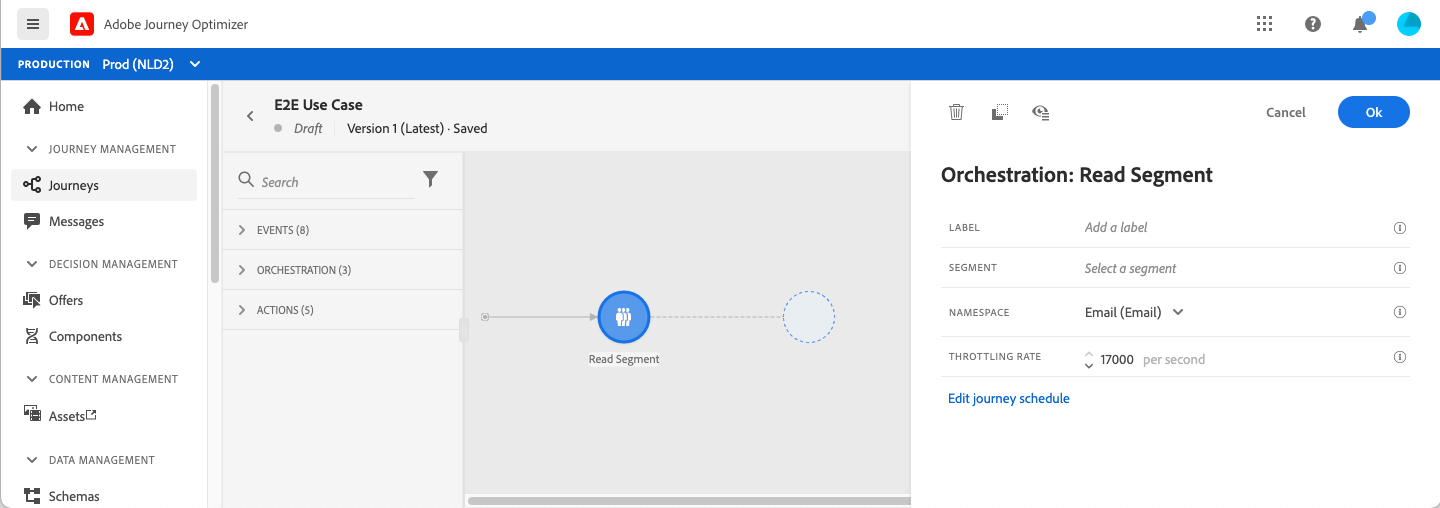 Adobe Journey Optimizer
PRODUCTION Prod (NLD2)
Home
JOURNEY MANAGEMENT
Journeys
Messages
DECISION MANAGEMENT
Offers
Components
CONTENT MANAGEMENT
Assets
DATA MANAGEMENT
Schemas
E2E Use Case
Draft Version 1 (Latest) · Saved
Search
EVENTS (8)
ORCHESTRATION (3)
ACTIONS (5)
Read Segment
Cancel Ok
Orchestration: Read Segment
LABEL Add a label
SEGMENT Select a segment
NAMESPACE Email (Email)
THROTTLING RATE 17000 per second
Edit journey schedule